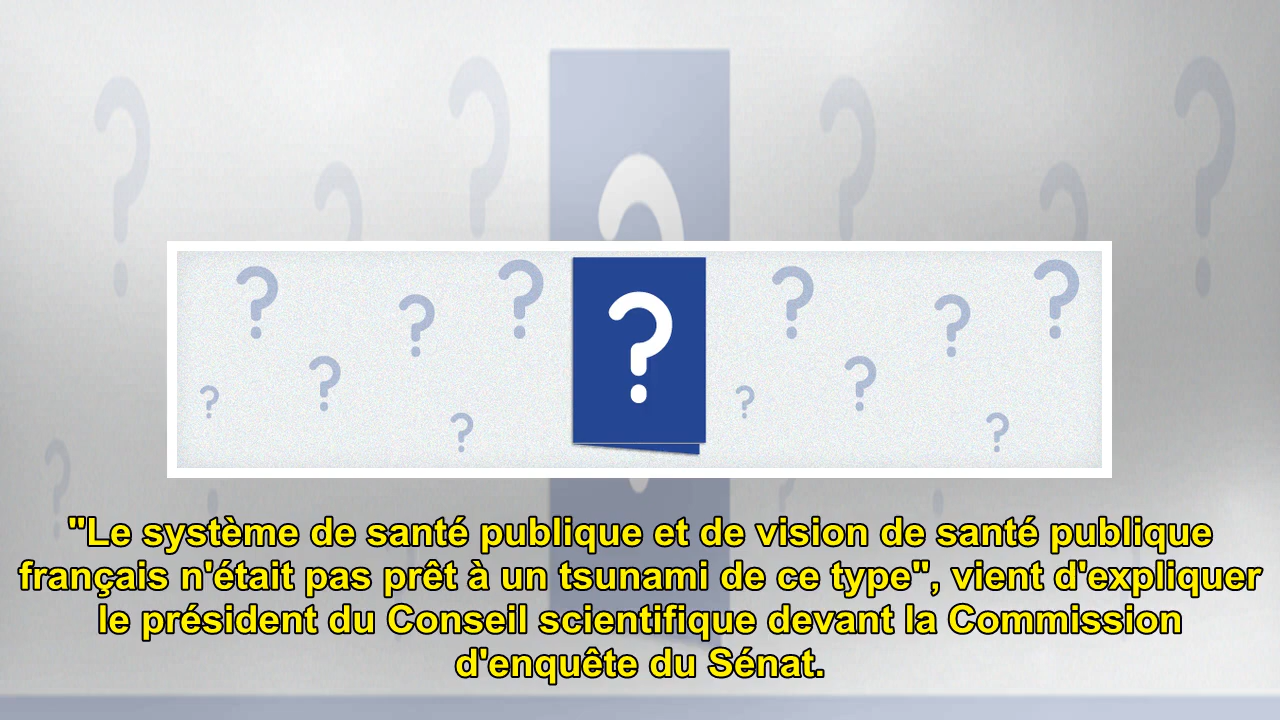 "Le système de santé publique et de vision de santé publique
français n'était pas prêt à un tsunami de ce type", vient d'expliquer
le président du Conseil scientifique devant la Commission
d'enquête du Sénat.